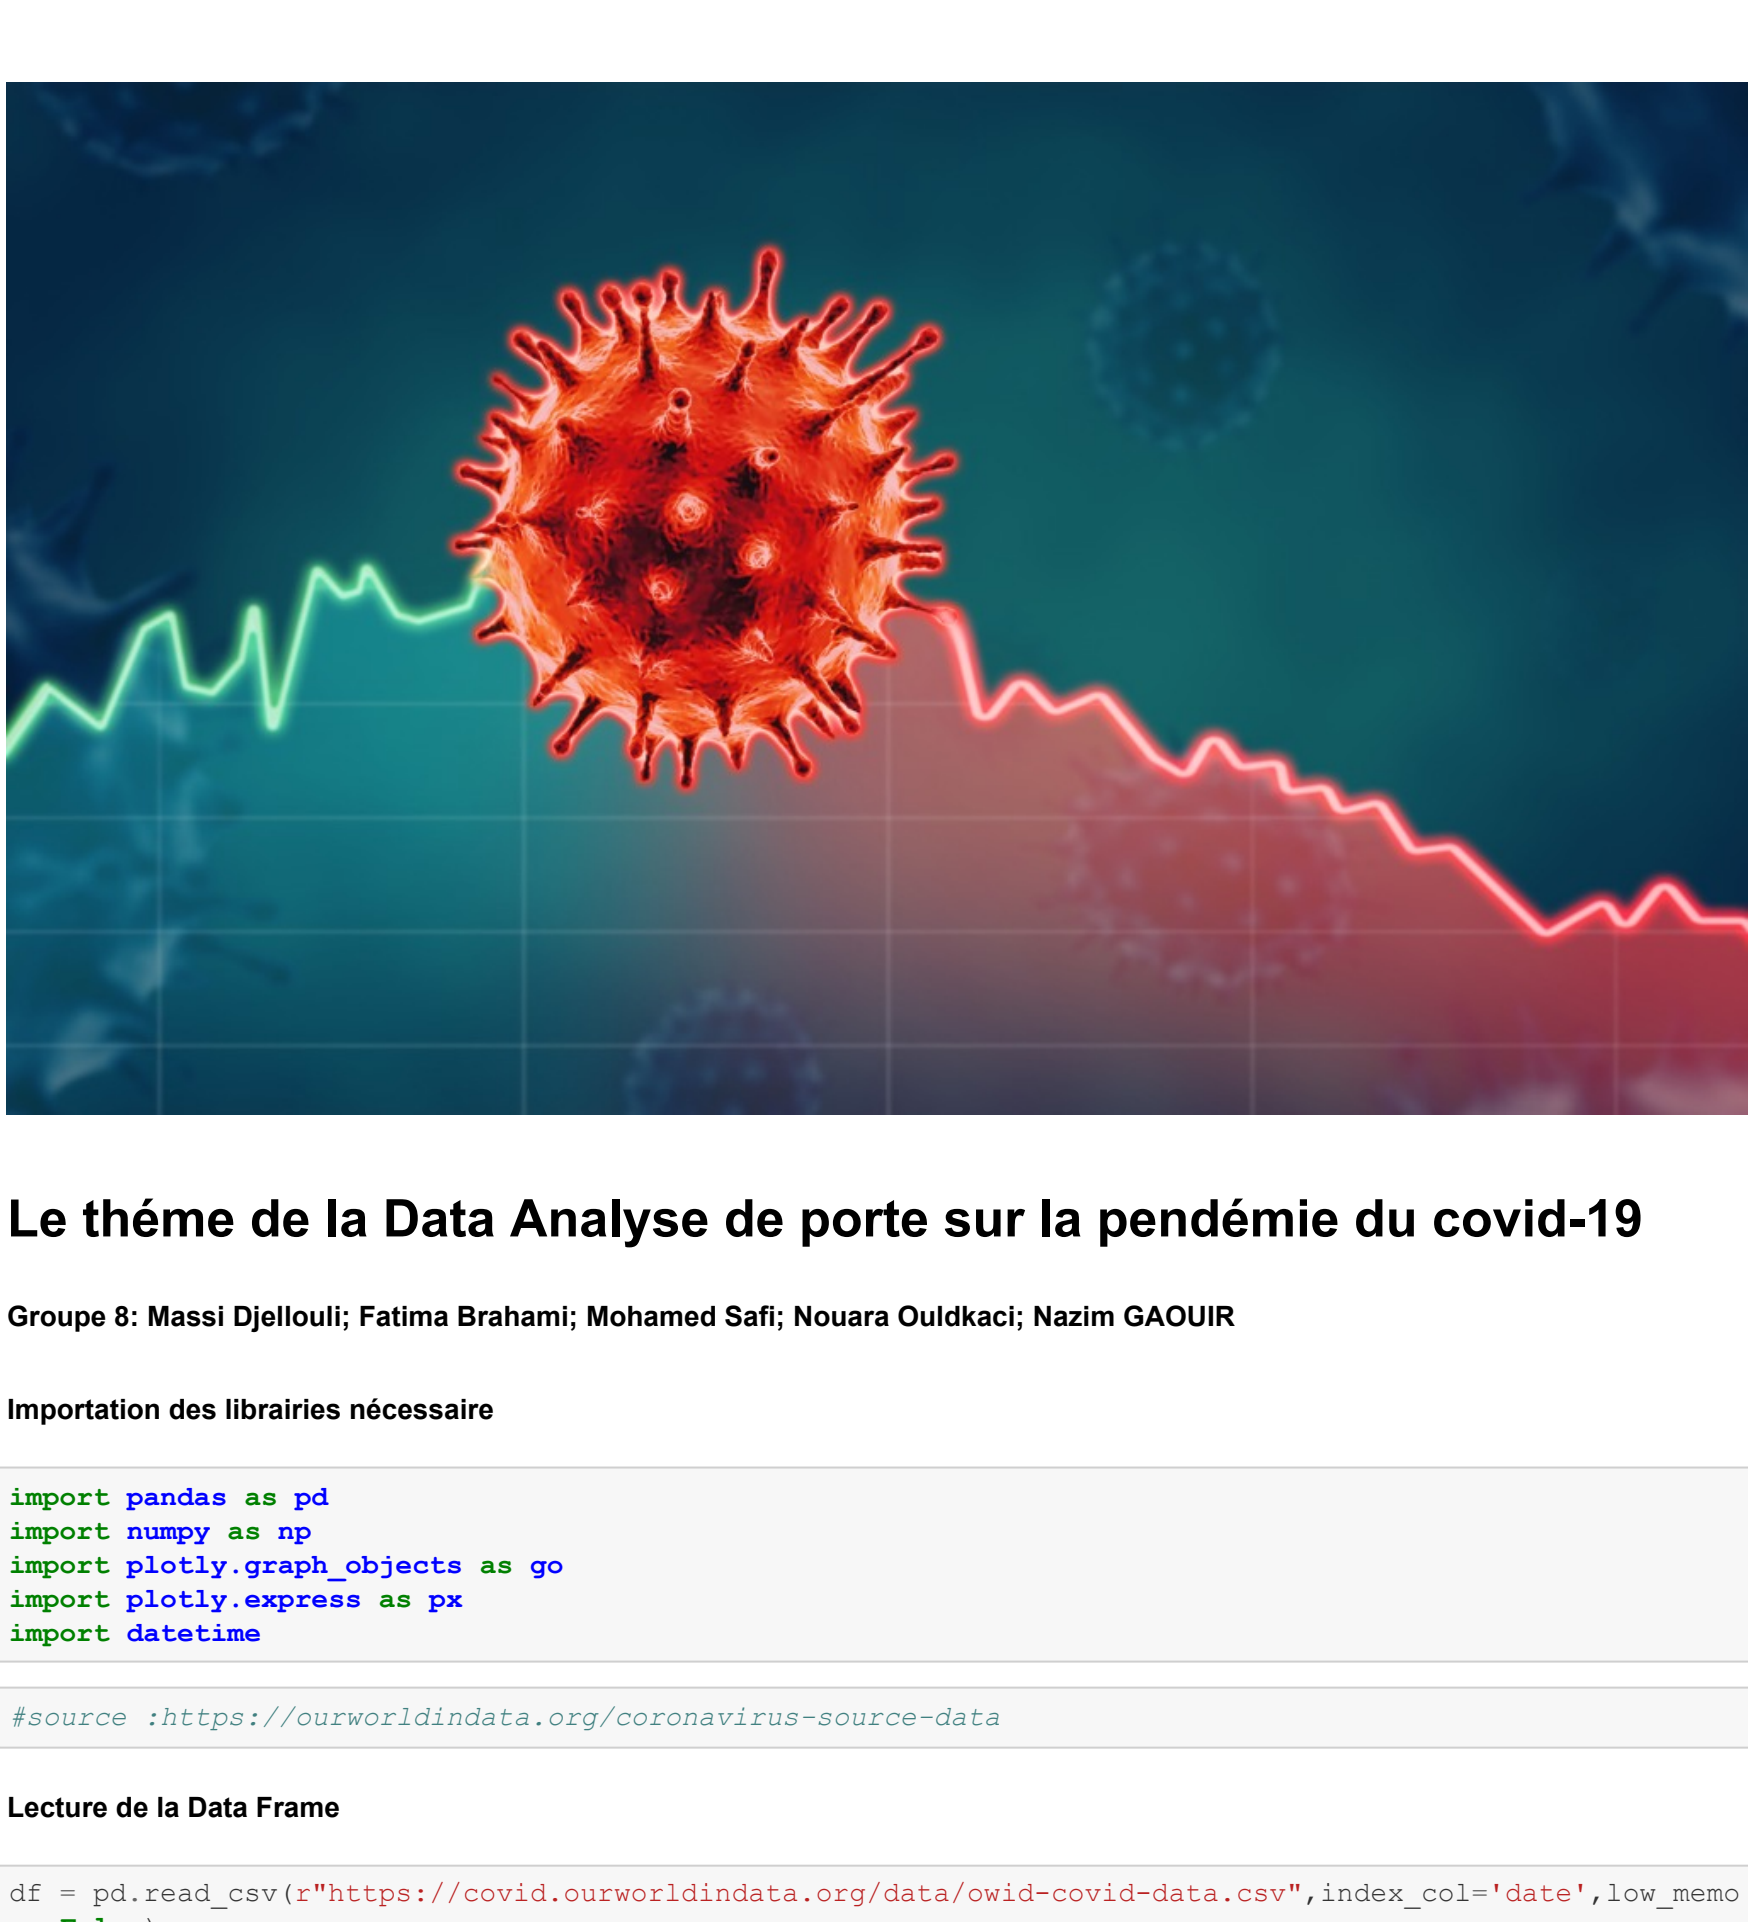 Le théme de la Data Analyse de porte sur la pendémie du covid-19
Groupe 8: Massi Djellouli; Fatima Brahami; Mohamed Safi; Nouara Ouldkaci; Nazim GAOUIR
Importation des librairies nécessaire
import pandas as pd
import numpy as np
import plotly.graph_objects as go
import plotly.express as px
import datetime
#source :https://ourworldindata.org/coronavirus-source-data
Lecture de la Data Frame
df = pd.read_csv(r"https://covid.ourworldindata.org/data/owid-covid-data.csv",index_col='date',low_memo